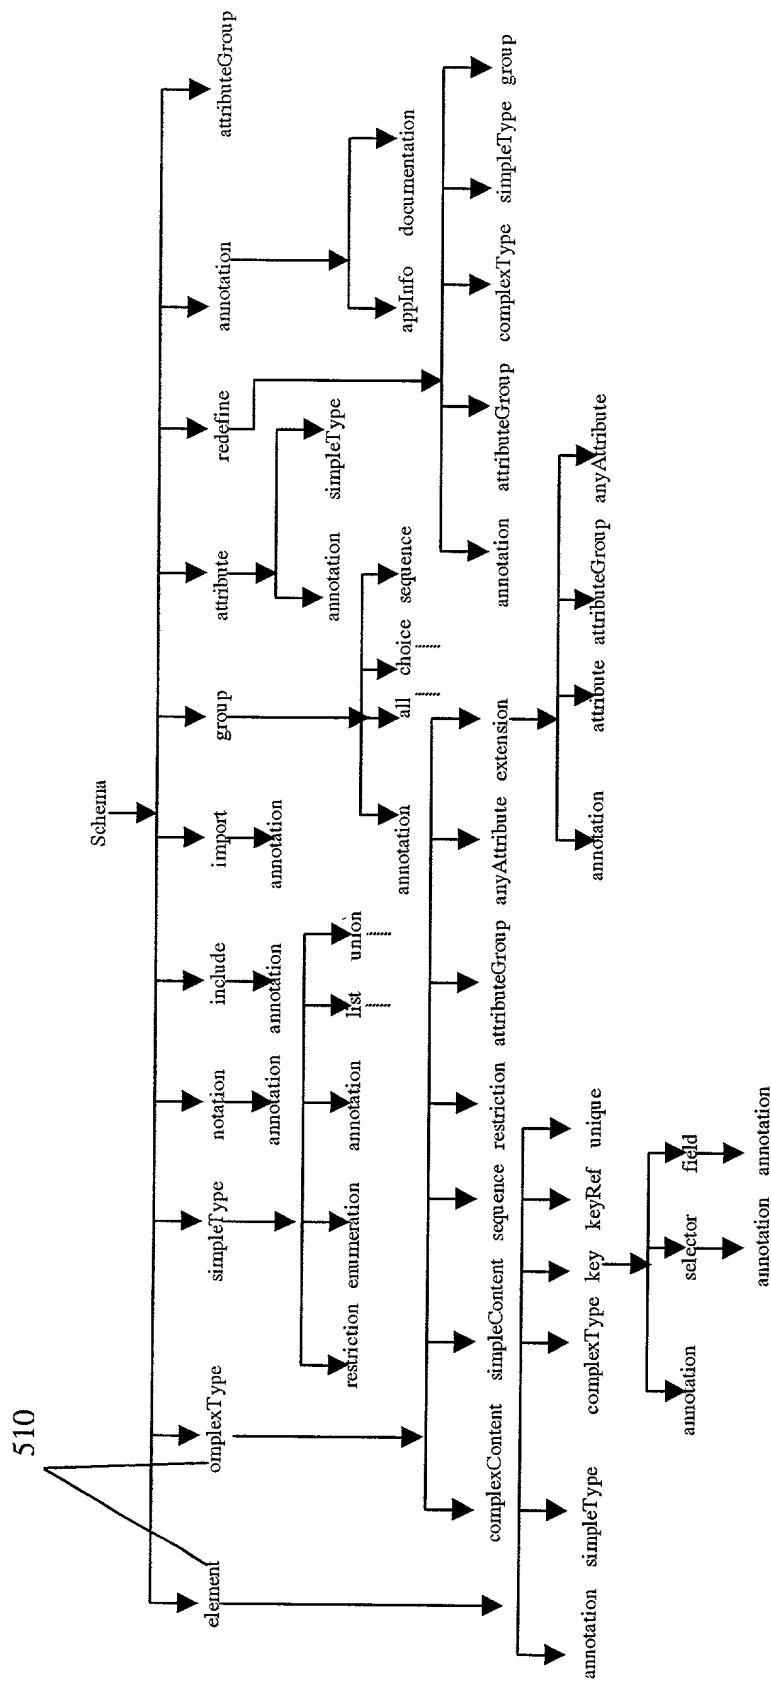 510
Schema
element omplexType simpleType notation include import group attribute redefine annotation attributeGroup
annotation annotation annotation
annotation simpleType
restriction enumeration annotation list union
annotation all choice sequence
appInfo documentation
complexContent simpleContent sequence restriction attributeGroup anyAttribute extension
annotation attributeGroup complexType simpleType group
annotation simpleType complexType key keyRef unique
annotation attribute attributeGroup anyAttribute
annotation selector field
annotation annotation